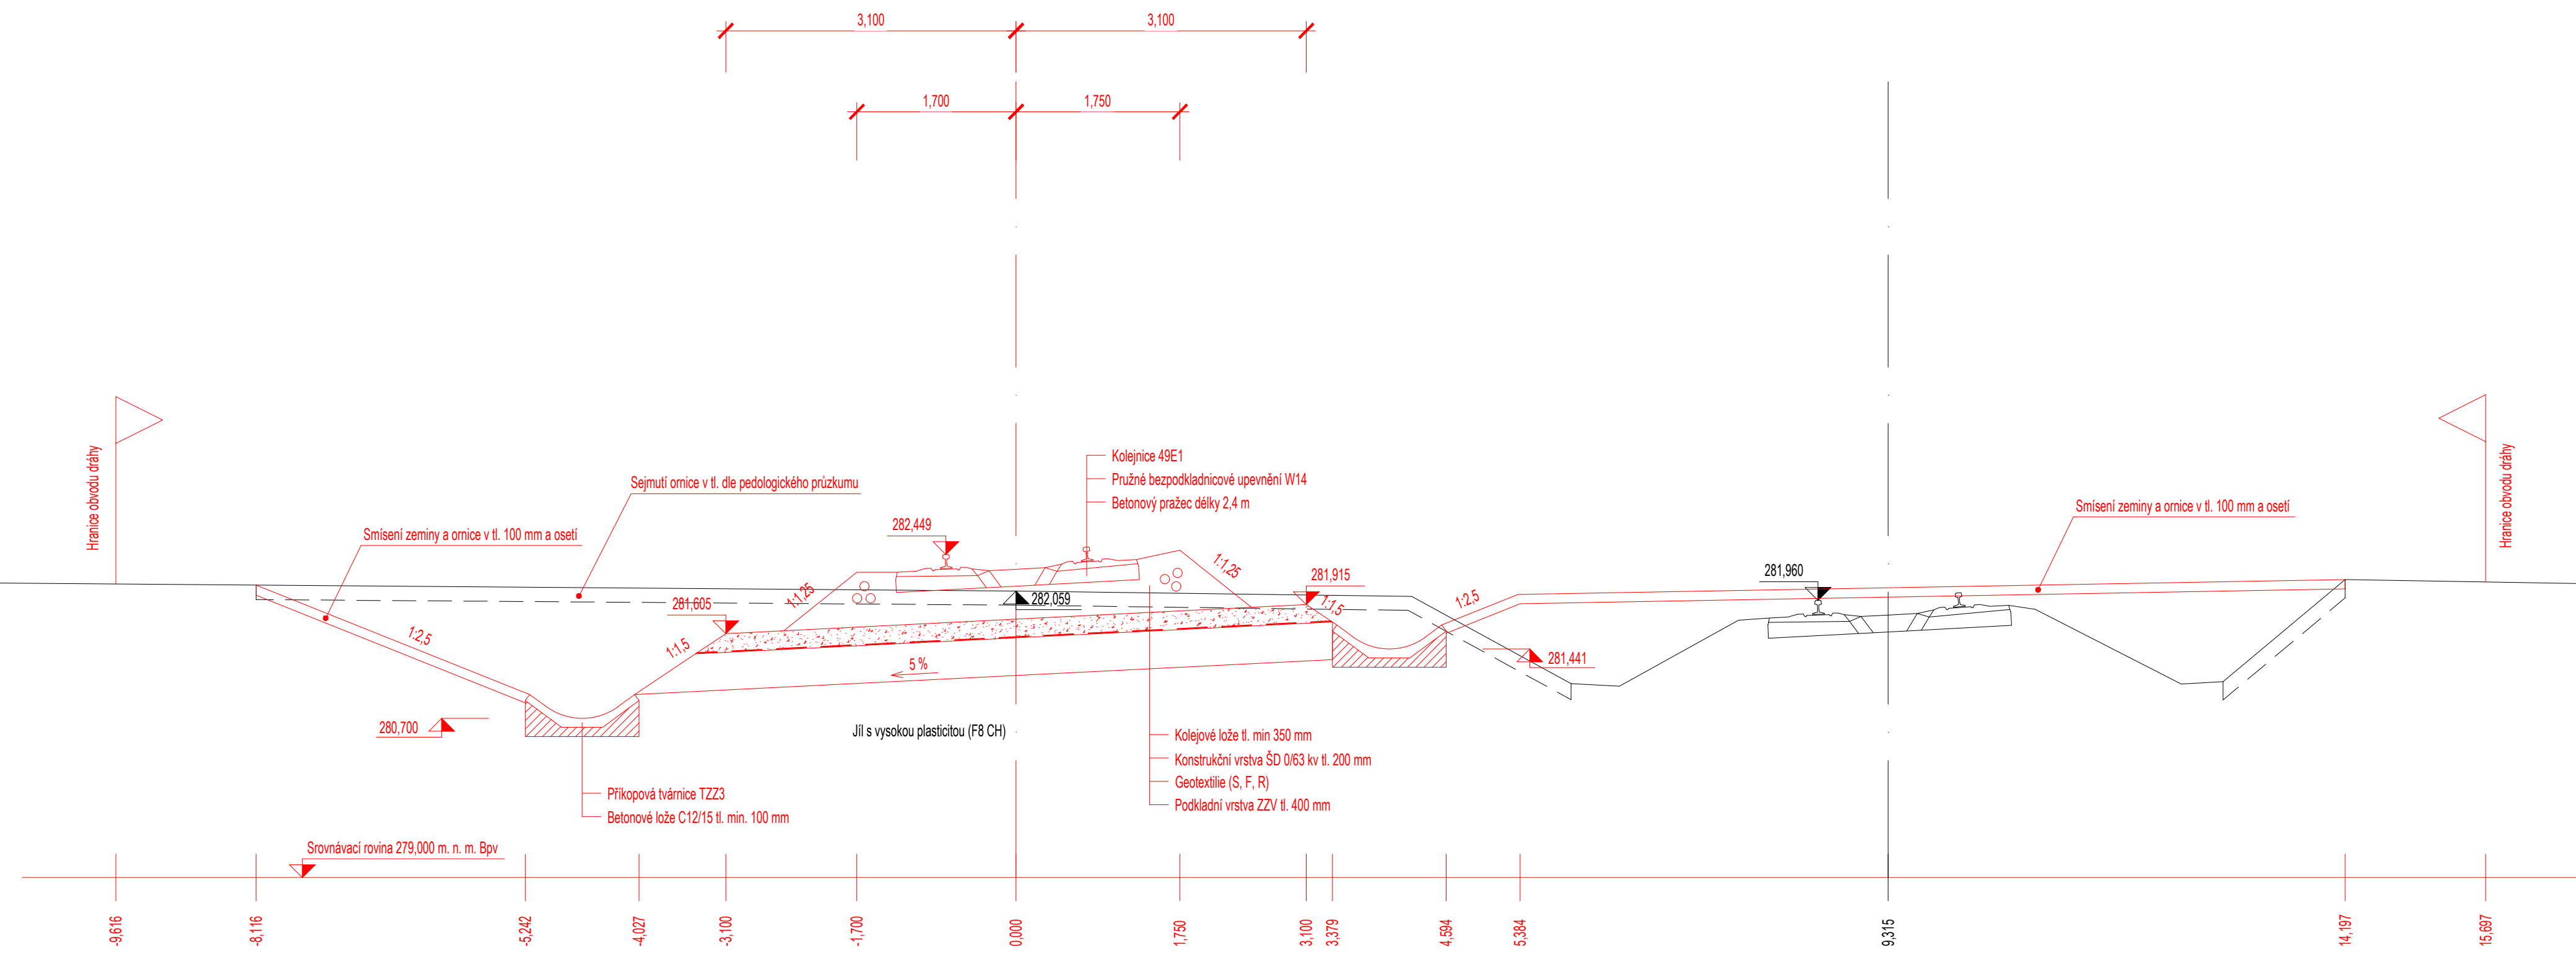 3,100
3,100
1,700
1,750
Hranice obvodu dráhy
Hranice obvodu dráhy
Kolejnice 49E1
Pružné bezpodkladnicové upevnění W14
Betonový pražec délky 2,4 m
Sejmutí ornice v tl. dle pedologického průzkumu
Smísení zeminy a ornice v tl. 100 mm a osetí
Smísení zeminy a ornice v tl. 100 mm a osetí
282,449
281,915
281,960
281,605
282,059
1:1,25
1:1,25
1:1,5
1:1,5
1:2,5
1:2,5
281,441
5 %
280,700
Jíl s vysokou plasticitou (F8 CH)
Kolejové lože tl. min 350 mm
Konstrukční vrstva ŠD 0/63 kv tl. 200 mm
Geotextilie (S, F, R)
Podkladní vrstva ZZV tl. 400 mm
Příkopová tvárnice TZZ3
Betonové lože C12/15 tl. min. 100 mm
Srovnávací rovina 279,000 m. n. m. Bpv
-9,616
-8,116
-5,242
-4,027
-3,100
-1,700
0,000
1,750
3,100
3,379
4,594
5,384
9,315
14,197
15,697